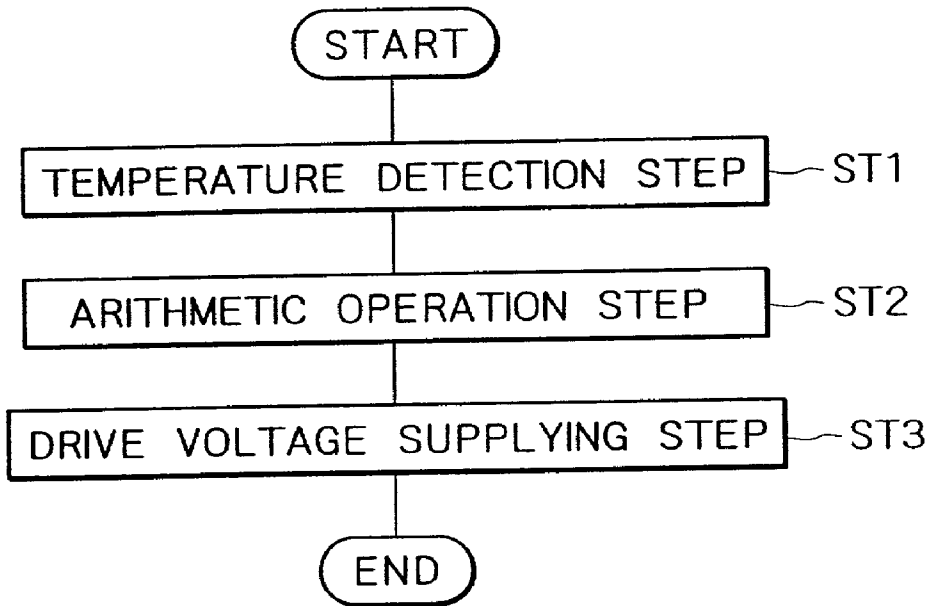 START
TEMPERATURE DETECTION STEP ST1
ARITHMETIC OPERATION STEP ST2
DRIVE VOLTAGE SUPPLYING STEP ST3
END